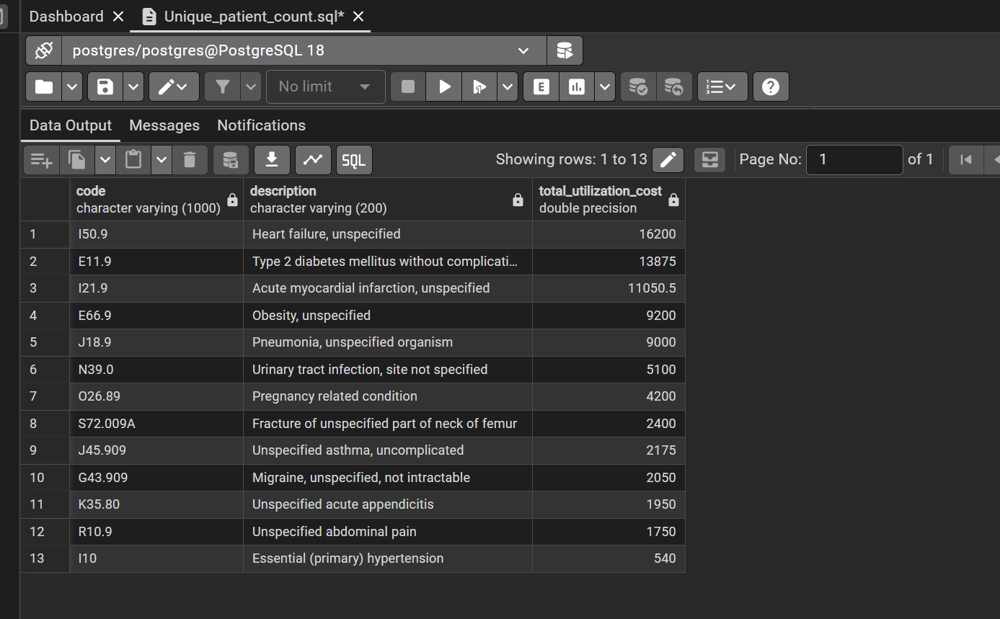 Dashboard Unique_patient_count.sql*
postgres/postgres@PostgreSQL 18
No limit 1 E 1 2 3 ?
Data Output Messages Notifications
SQL Showing rows: 1 to 13 Page No: 1 of 1
code description total_utilization_cost
character varying (1000) character varying (200) double precision
1 I50.9 Heart failure, unspecified 16200
2 E11.9 Type 2 diabetes mellitus without complicati... 13875
3 I21.9 Acute myocardial infarction, unspecified 11050.5
4 E66.9 Obesity, unspecified 9200
5 J18.9 Pneumonia, unspecified organism 9000
6 N39.0 Urinary tract infection, site not specified 5100
7 O26.89 Pregnancy related condition 4200
8 S72.009A Fracture of unspecified part of neck of femur 2400
9 J45.909 Unspecified asthma, uncomplicated 2175
10 G43.909 Migraine, unspecified, not intractable 2050
11 K35.80 Unspecified acute appendicitis 1950
12 R10.9 Unspecified abdominal pain 1750
13 I10 Essential (primary) hypertension 540